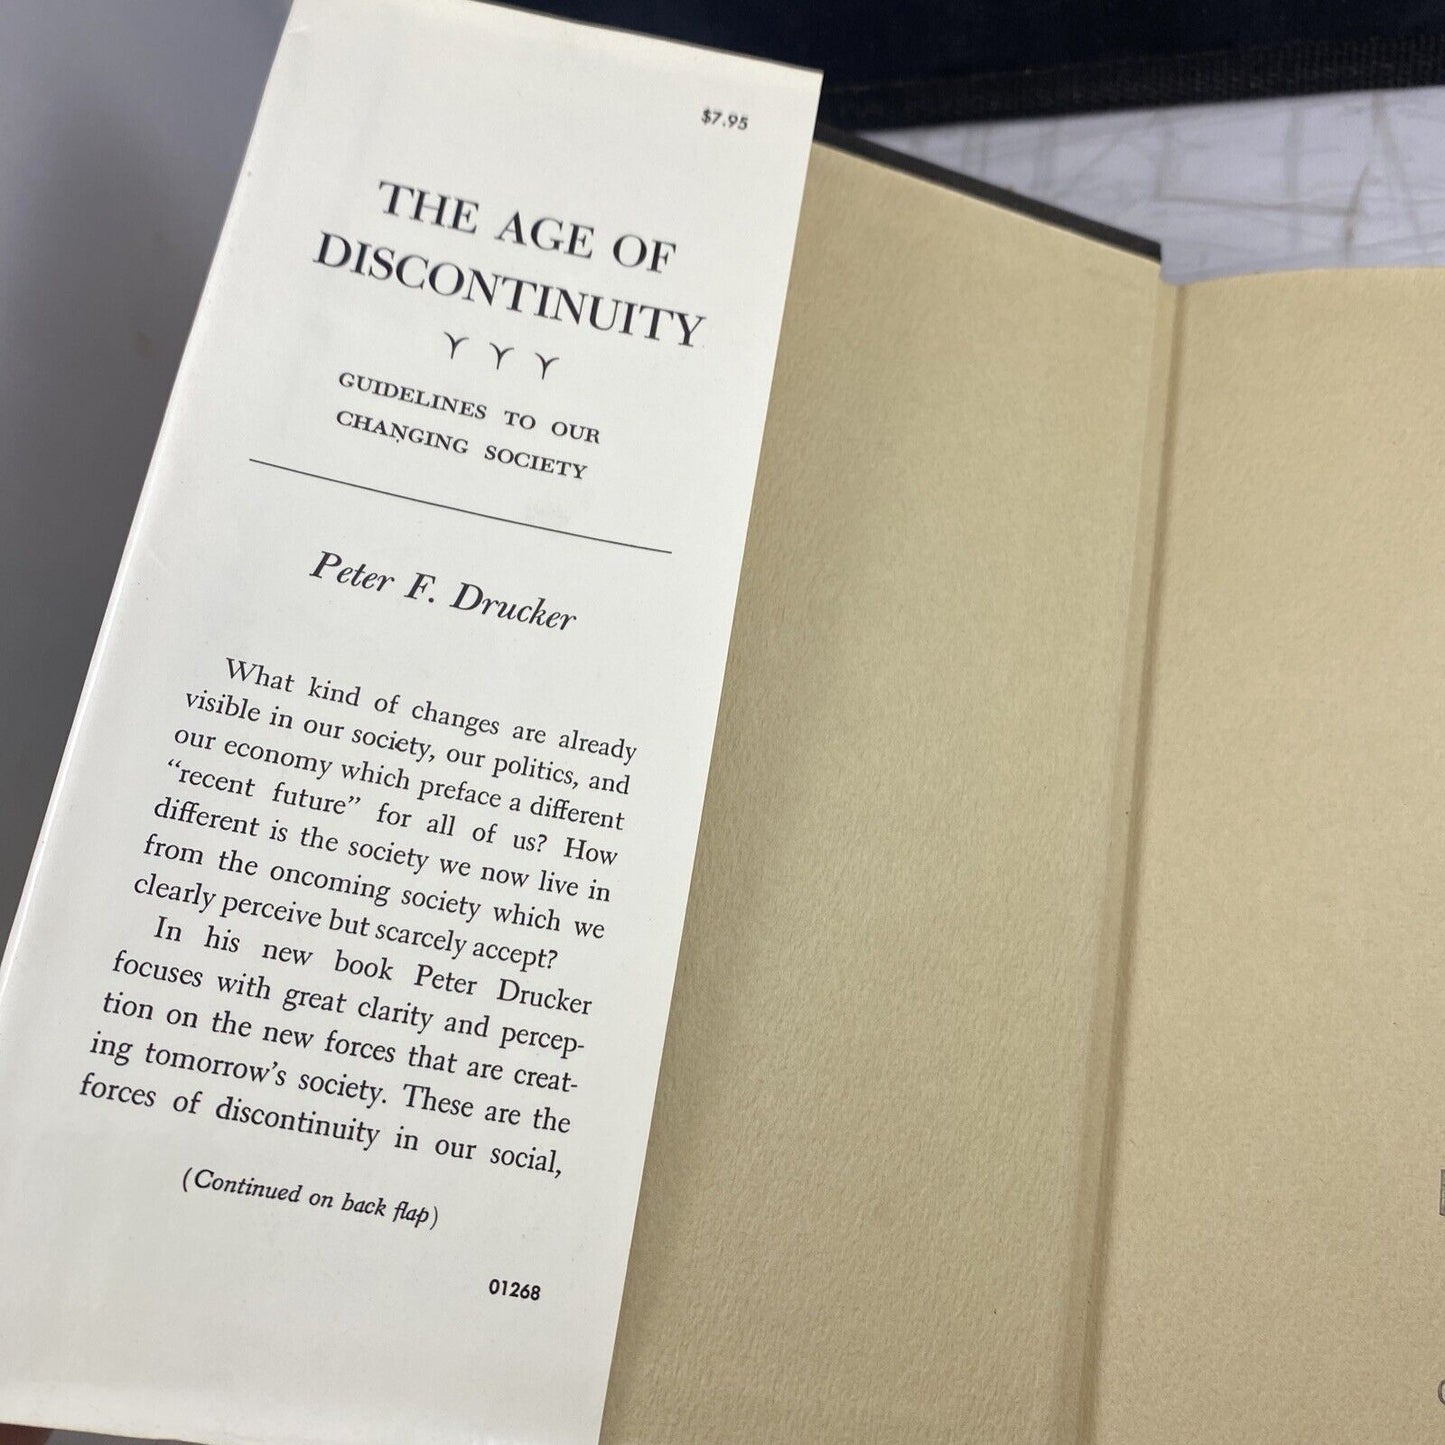 $7.95
THE AGE OF
DISCONTINUITY
GUIDELINES TO OUR
CHANGING SOCIETY
Peter F. Drucker
What kind of changes are already
visible in our society, our politics, and
our economy which preface a different
“recent future” for all of us? How
different is the society we now live in
from the oncoming society which we
clearly perceive but scarcely accept?
In his new book Peter Drucker
focuses with great clarity and percep-
tion on the new forces that are creat-
ing tomorrow’s society. These are the
forces of discontinuity in our social,
(Continued on back flap)
01268